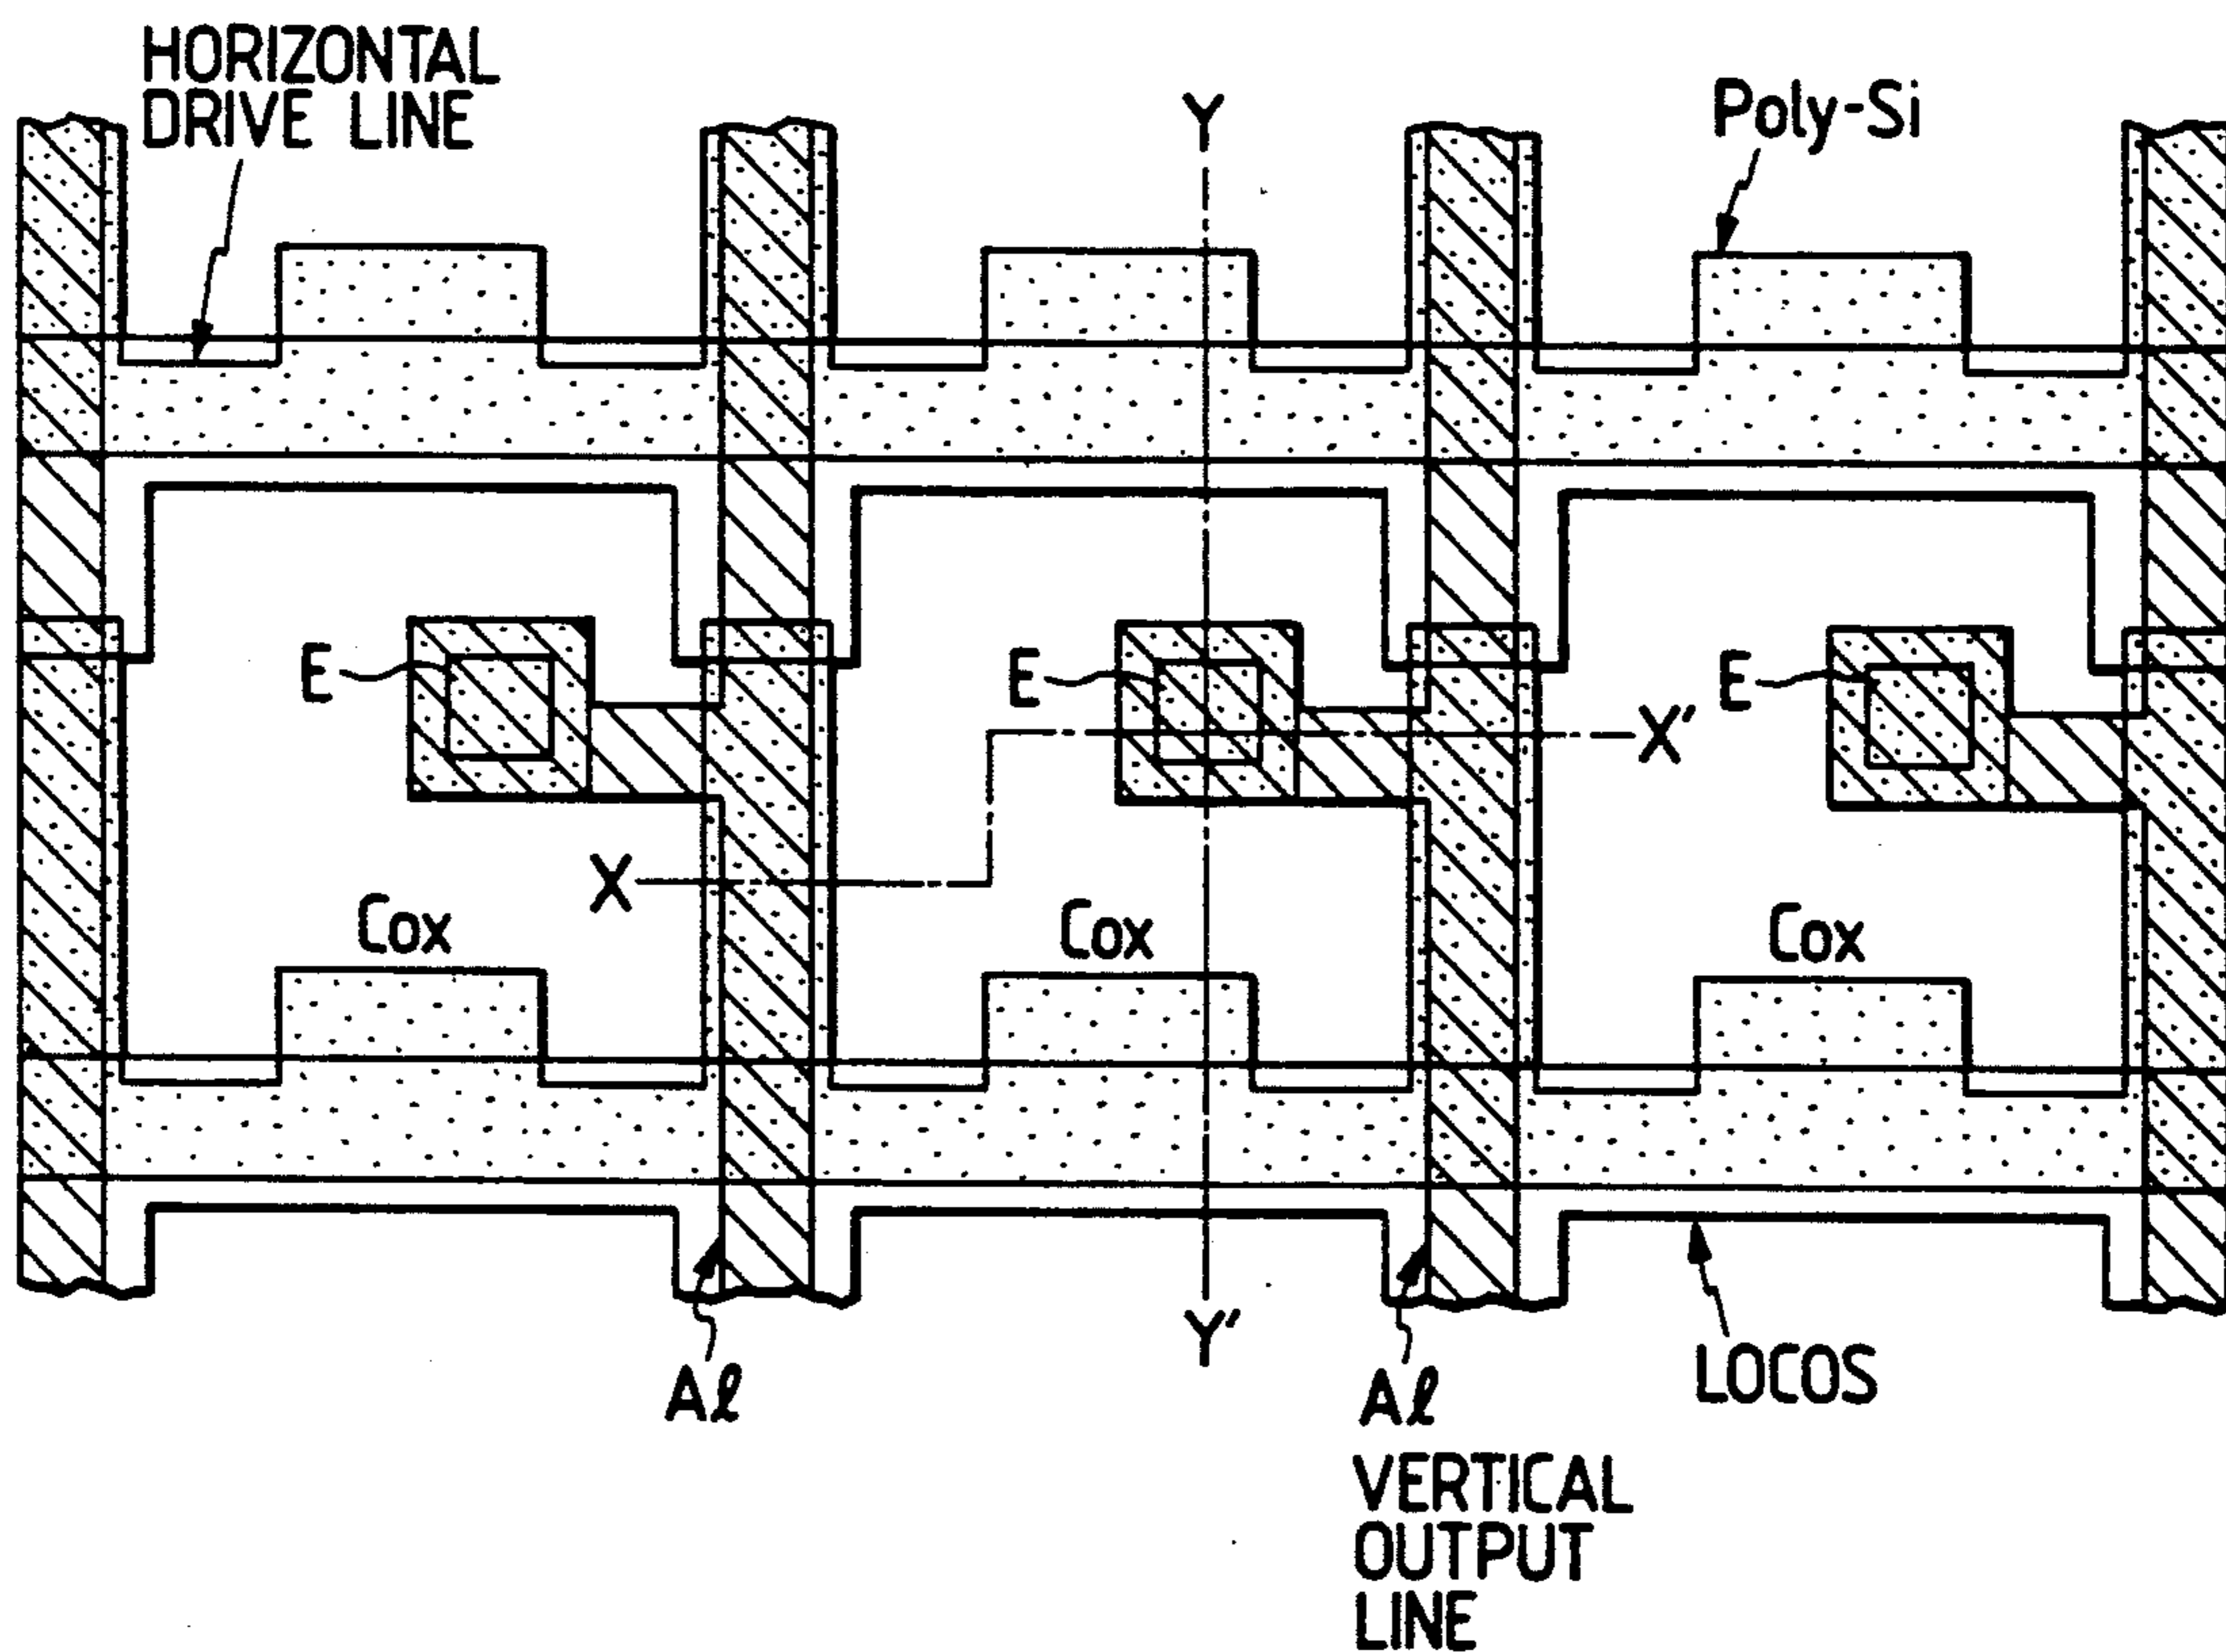 HORIZONTAL
DRIVE LINE
Y
Poly-Si
E
E
E
X'
X
Cox
Cox
Cox
Y'
Aℓ
Aℓ
VERTICAL
OUTPUT
LINE
LOCOS